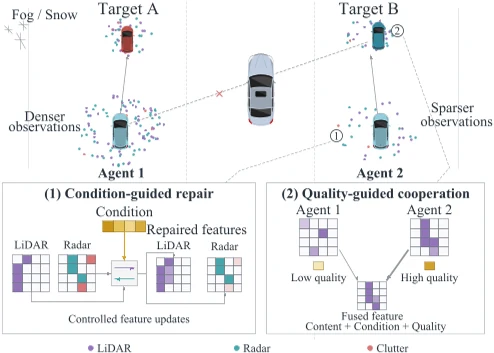 Fog / Snow
Target A
Target B
②
Denser
observations
Sparser
observations
①
Agent 1
Agent 2
(1) Condition-guided repair
Condition
Repaired features
LiDAR
Radar
LiDAR
Radar
Controlled feature updates
(2) Quality-guided cooperation
Agent 1
Agent 2
Low quality
High quality
Fused feature
Content + Condition + Quality
LiDAR
Radar
Clutter